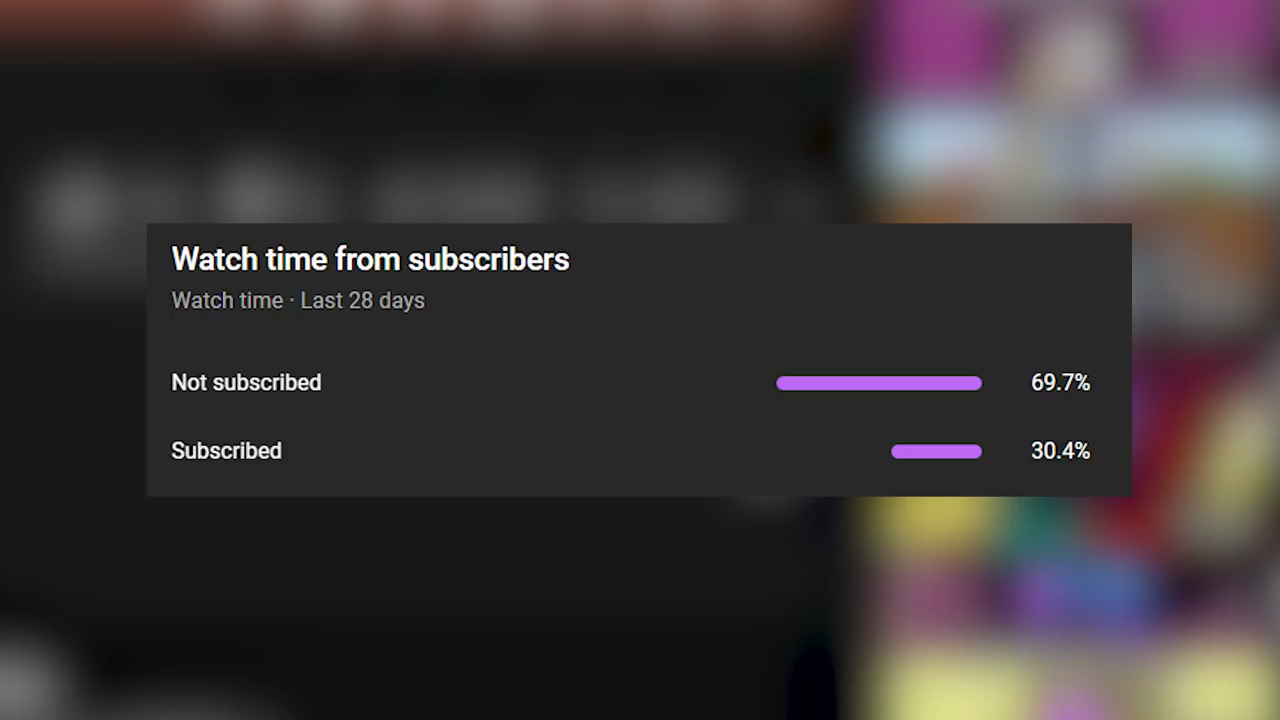 Watch time from subscribers
Watch time · Last 28 days
Not subscribed 69.7%
Subscribed 30.4%